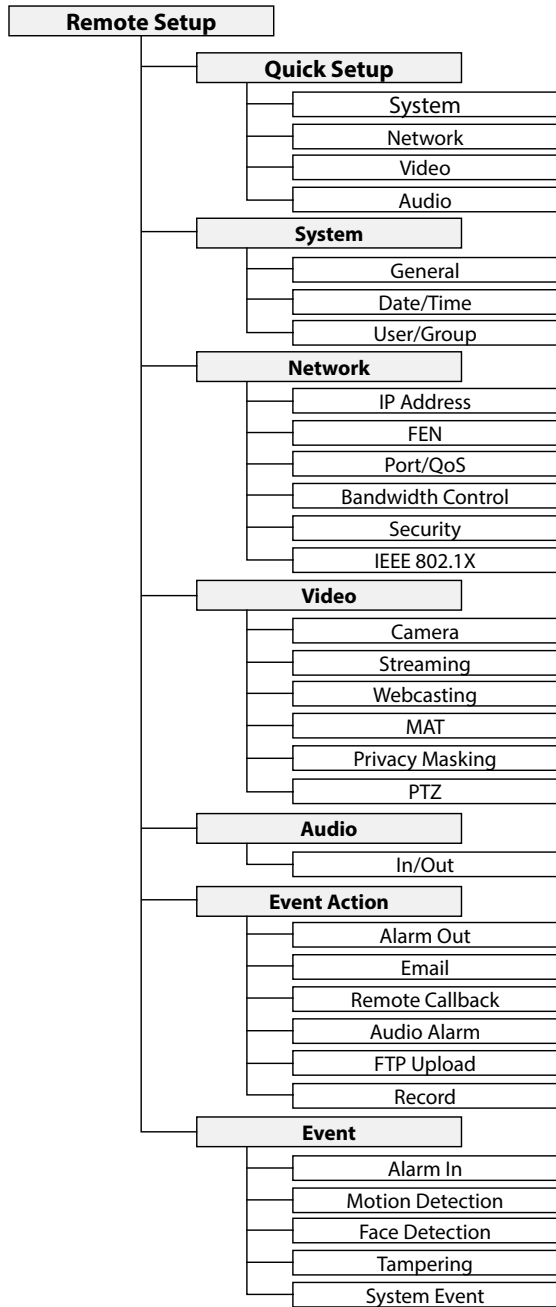 Remote Setup
Quick Setup
System
Network
Video
Audio
System
General
Date/Time
User/Group
Network
IP Address
FEN
Port/QoS
Bandwidth Control
Security
IEEE 802.1X
Video
Camera
Streaming
Webcasting
MAT
Privacy Masking
PTZ
Audio
In/Out
Event Action
Alarm Out
Email
Remote Callback
Audio Alarm
FTP Upload
Record
Event
Alarm In
Motion Detection
Face Detection
Tampering
System Event